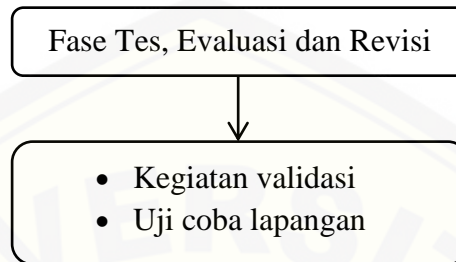 Fase Tes, Evaluasi dan Revisi
• Kegiatan validasi
• Uji coba lapangan